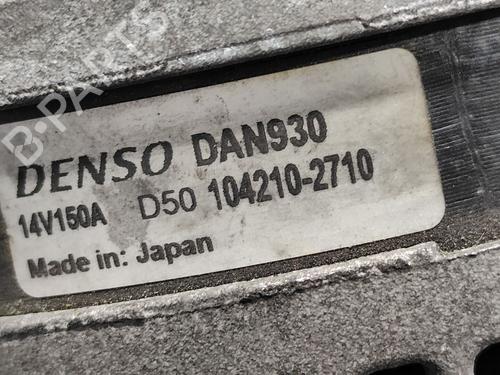 B-PARTS
DENSO DAN930
14V150A D50 104210-2710
Made in: Japan